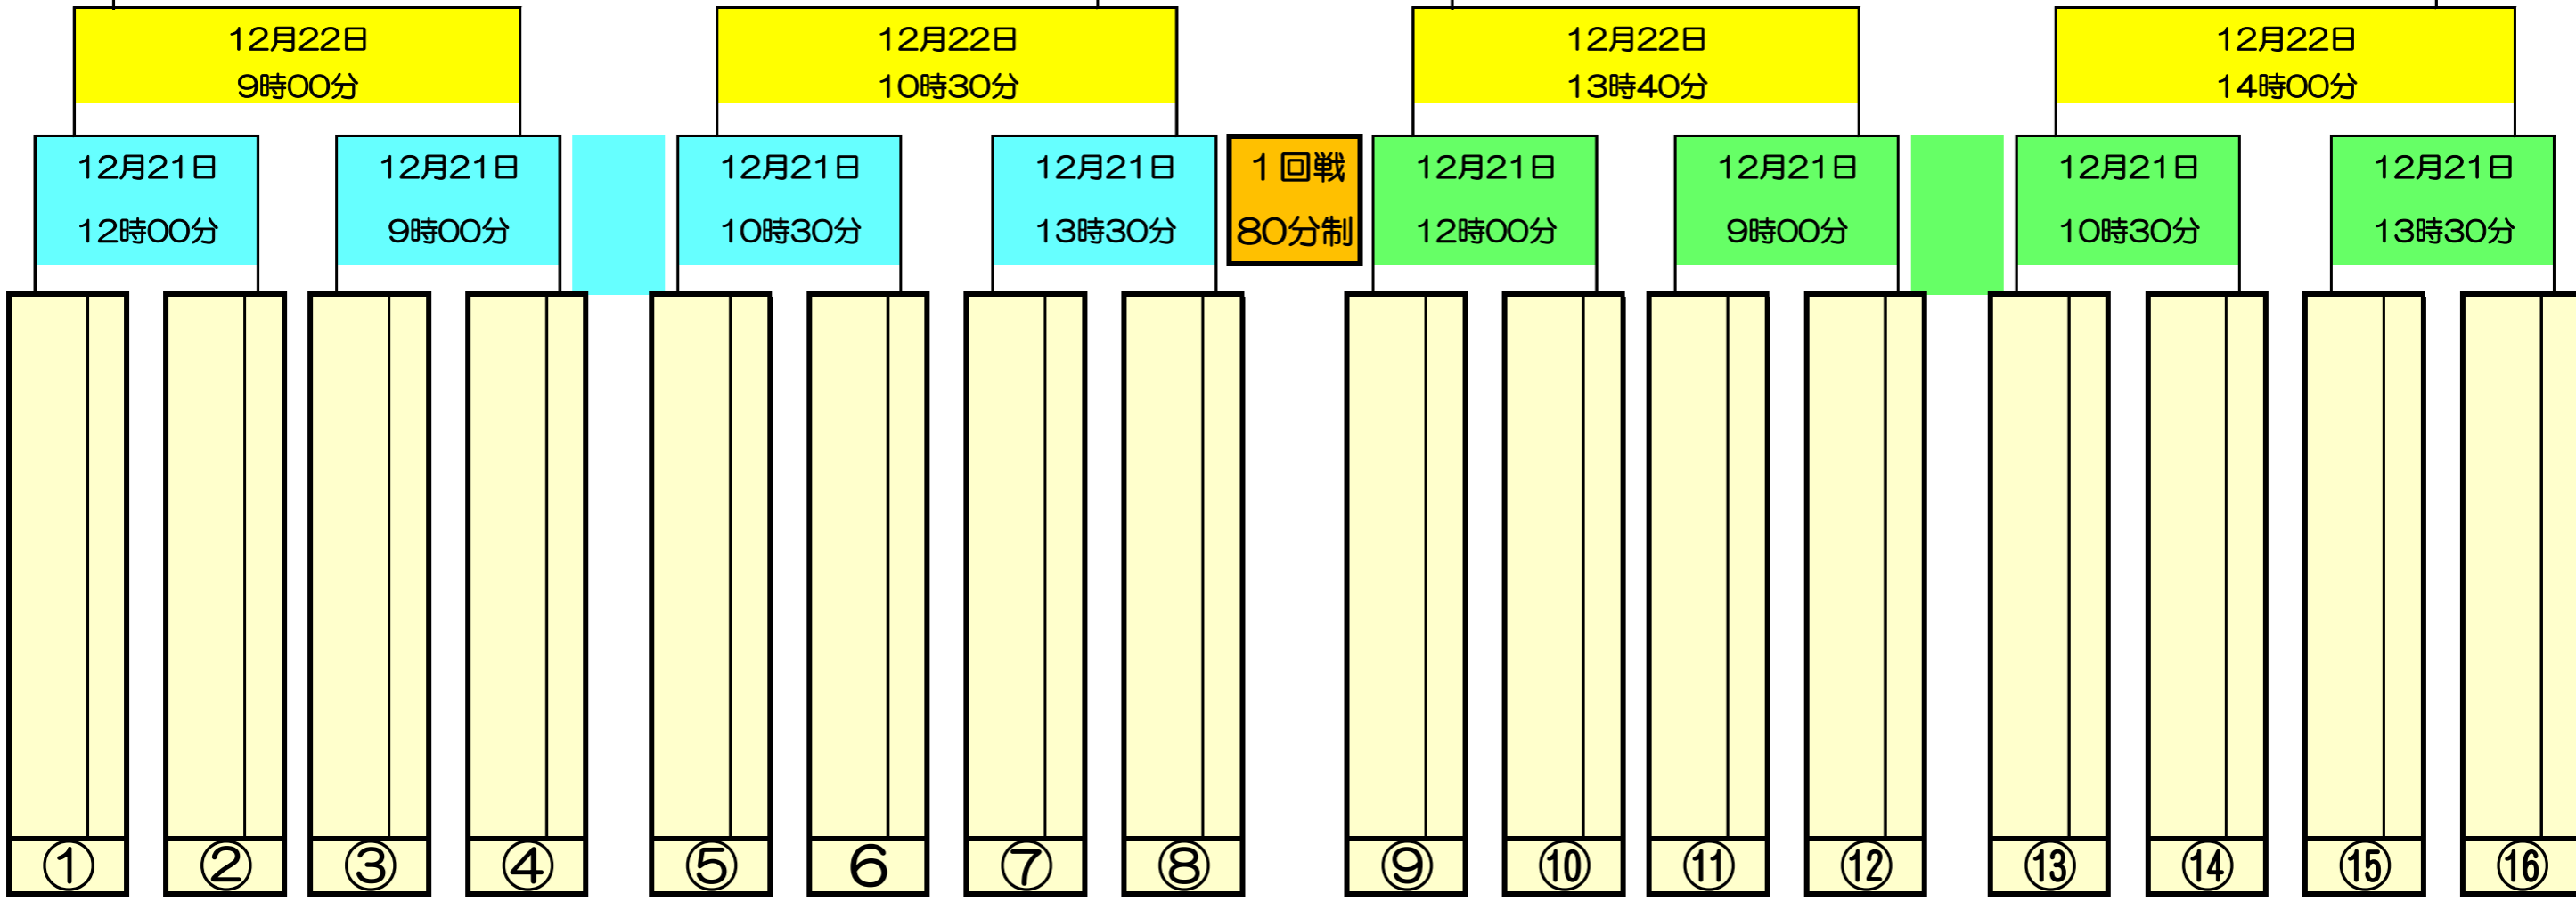 12月22日
9時00分
12月22日
10時30分
12月22日
13時40分
12月22日
14時00分
12月21日
12時00分
12月21日
9時00分
12月21日
10時30分
12月21日
13時30分
1回戦
80分制
12月21日
12時00分
12月21日
9時00分
12月21日
10時30分
12月21日
13時30分
①
②
③
④
⑤
6
⑦
⑧
⑨
⑩
⑪
⑫
⑬
⑭
⑮
⑯